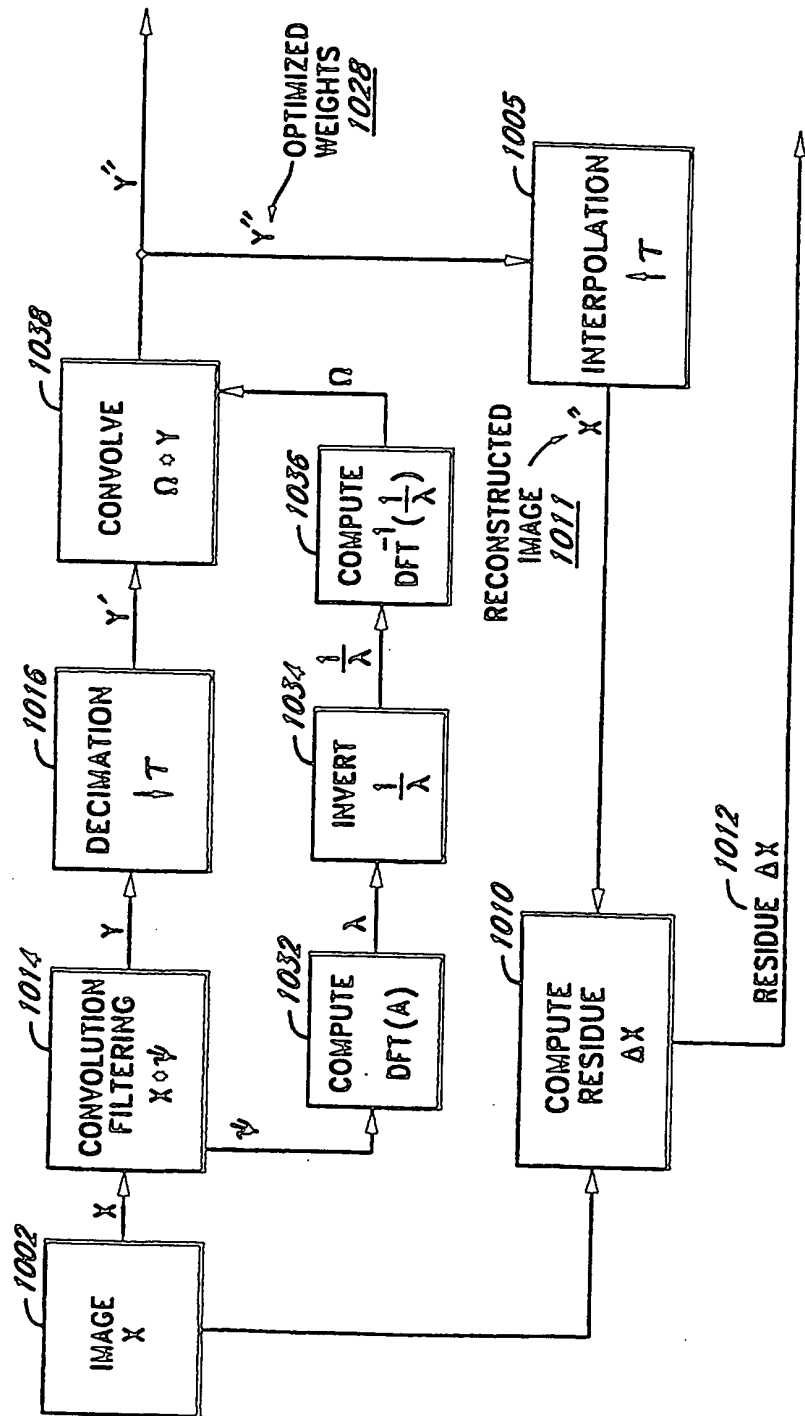 1002
IMAGE
X
X
1014
CONVOLUTION
FILTERING
X∘ψ
Y
1016
DECIMATION
↓τ
Y′
1038
CONVOLVE
Ω∘Y
Y″
ψ
1032
COMPUTE
DFT(A)
λ
1034
INVERT
1/λ
1/λ
1036
COMPUTE
DFT⁻¹(1/λ)
Ω
Y″
OPTIMIZED
WEIGHTS
1028
1005
INTERPOLATION
↑τ
RECONSTRUCTED
IMAGE
1011
X″
1010
COMPUTE
RESIDUE
ΔX
1012
RESIDUE ΔX